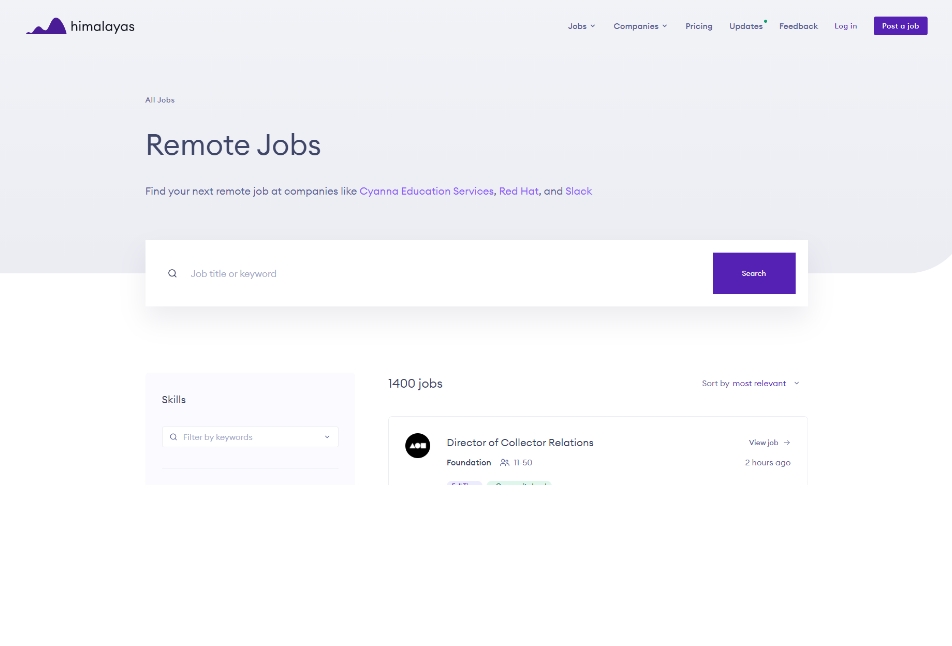 himalayas
Jobs Companies Pricing Updates Feedback Log in Post a job
All Jobs
Remote Jobs
Find your next remote job at companies like Cyanna Education Services, Red Hat, and Slack
Job title or keyword Search
Skills
1400 jobs Sort by most relevant
Filter by keywords
Director of Collector Relations View job →
Foundation 11-50 2 hours ago